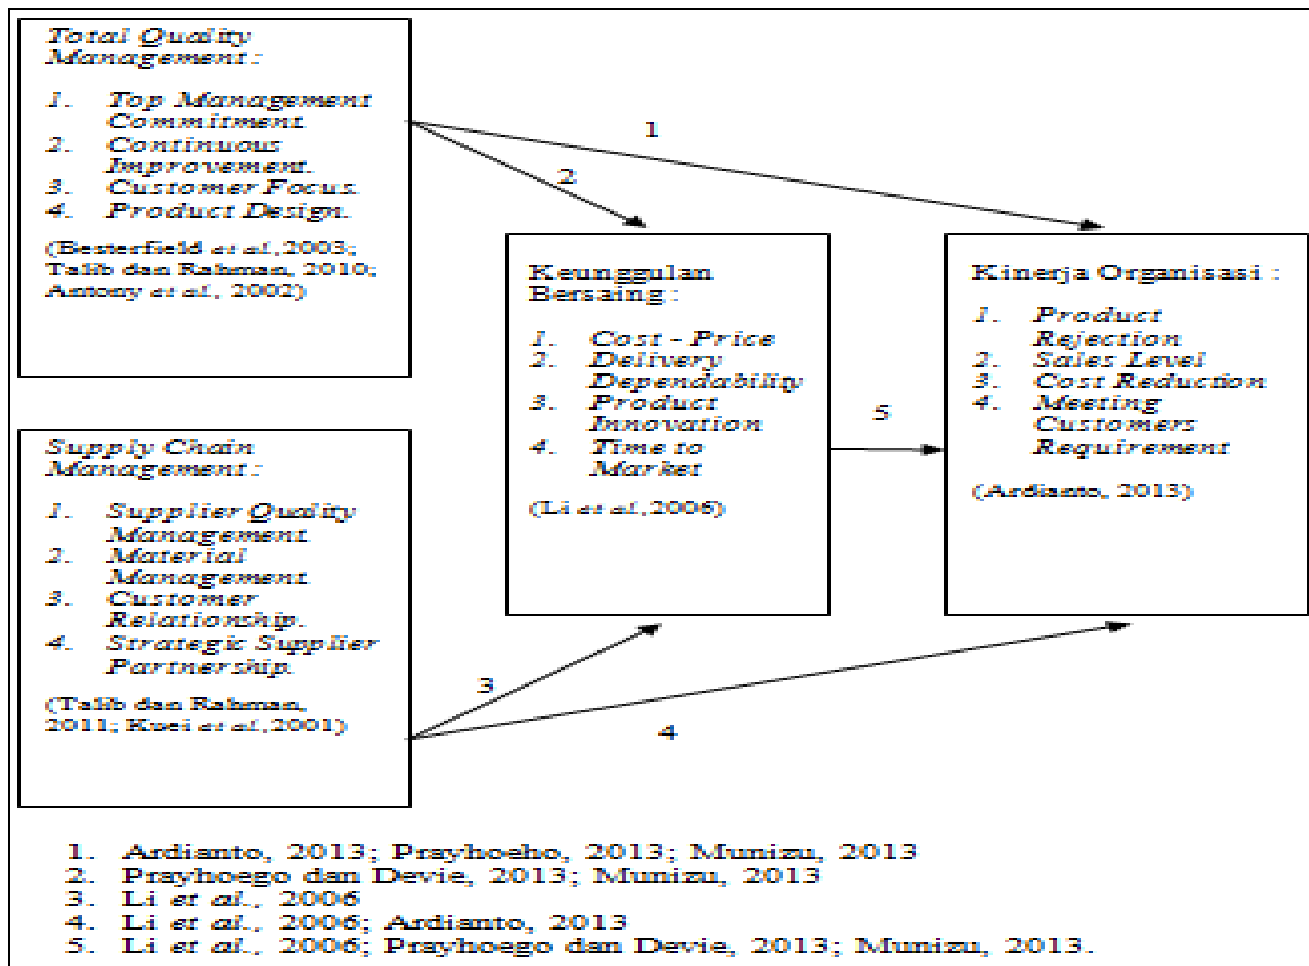 Total Quality
Management :
1. Top Management
Commitment.
2. Continuous
Improvement.
3. Customer Focus.
4. Product Design.
(Besterfield et al.,2003;
Talib dan Rahman, 2010;
Antony et al., 2002)
Supply Chain
Management :
1. Supplier Quality
Management.
2. Material
Management.
3. Customer
Relationship.
4. Strategic Supplier
Partnership.
(Talib dan Rahman,
2011; Kuei et al.,2001)
1
2
3
4
Keunggulan
Bersaing :
1. Cost - Price
2. Delivery
Dependability
3. Product
Innovation
4. Time to
Market
(Li et al.,2006)
5
Kinerja Organisasi :
1. Product
Rejection
2. Sales Level
3. Cost Reduction
4. Meeting
Customers
Requirement
(Ardianto, 2013)
1. Ardianto, 2013; Prayhoeho, 2013; Munizu, 2013
2. Prayhoego dan Devie, 2013; Munizu, 2013
3. Li et al., 2006
4. Li et al., 2006; Ardianto, 2013
5. Li et al., 2006; Prayhoego dan Devie, 2013; Munizu, 2013.